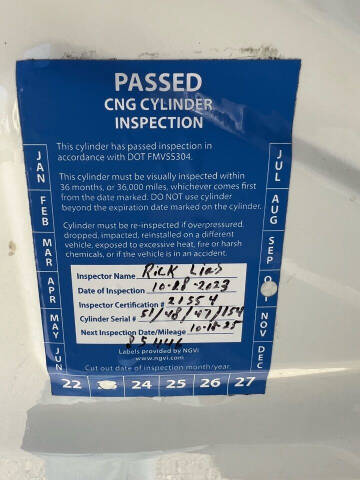 PASSED
CNG CYLINDER
INSPECTION
This cylinder has passed inspection in
accordance with DOT FMVSS304.
This cylinder must be visually inspected within
36 months, or 36,000 miles, whichever comes first
from the date marked. DO NOT use cylinder
beyond the expiration date marked on the cylinder.
Cylinder must be re-inspected if overpressured,
dropped, impacted, reinstalled on a different
vehicle, exposed to excessive heat, fire or harsh
chemicals, or if the vehicle is in an accident.
Inspector Name Rick
Date of Inspection
Inspector Certification # 21554
Cylinder Serial # 51/48/47/154
Next Inspection Date/Mileage
Labels provided by NGVi
www.ngvi.com
Cut out date of inspection month/year.
JAN
FEB
MAR
APR
MAY
JUN
JUL
AUG
SEP
NOV
DEC
22
24
25
26
27